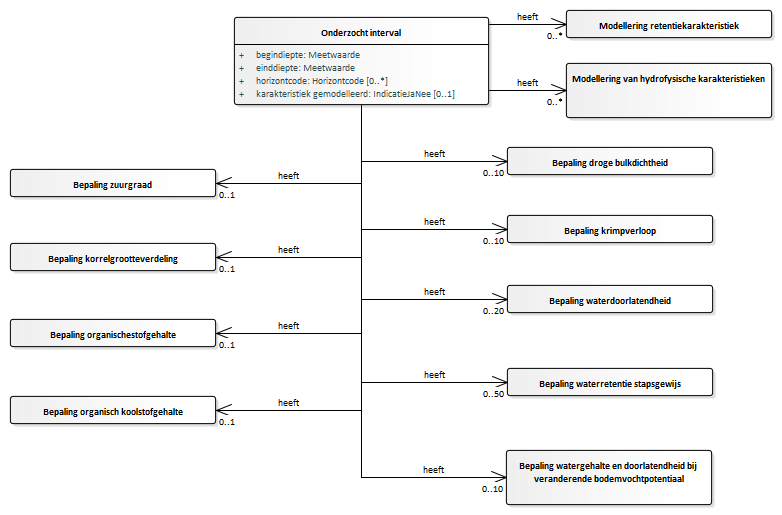 Onderzocht interval
+ begindiepte: Meetwaarde
+ einddiepte: Meetwaarde
+ horizontcode: Horizontcode [0..*]
+ karakteristiek gemodelleerd: IndicatieJaNee [0..1]
heeft
0..*
Modellering retentiekarakteristiek
heeft
0..*
Modellering van hydrofysische karakteristieken
heeft
0..10
Bepaling droge bulkdichtheid
heeft
0..1
Bepaling zuurgraad
heeft
0..10
Bepaling krimpverloop
heeft
0..1
Bepaling korrelgrootteverdeling
heeft
0..20
Bepaling waterdoorlatendheid
heeft
0..1
Bepaling organischestofgehalte
heeft
0..50
Bepaling waterretentie stapsgewijs
heeft
0..1
Bepaling organisch koolstofgehalte
heeft
0..10
Bepaling watergehalte en doorlatendheid bij
veranderende bodemvochtpotentiaal